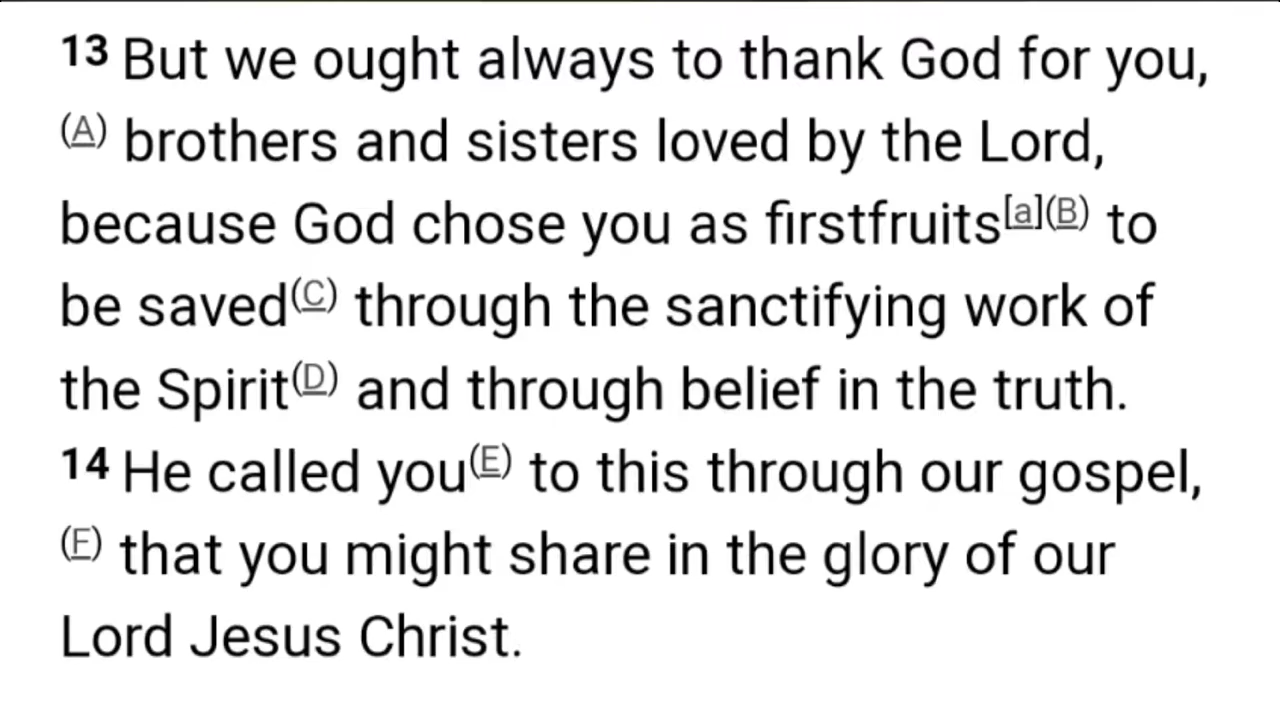 13 But we ought always to thank God for you,
(A) brothers and sisters loved by the Lord,
because God chose you as firstfruits[a](B) to
be saved(C) through the sanctifying work of
the Spirit(D) and through belief in the truth.
14 He called you(E) to this through our gospel,
(F) that you might share in the glory of our
Lord Jesus Christ.